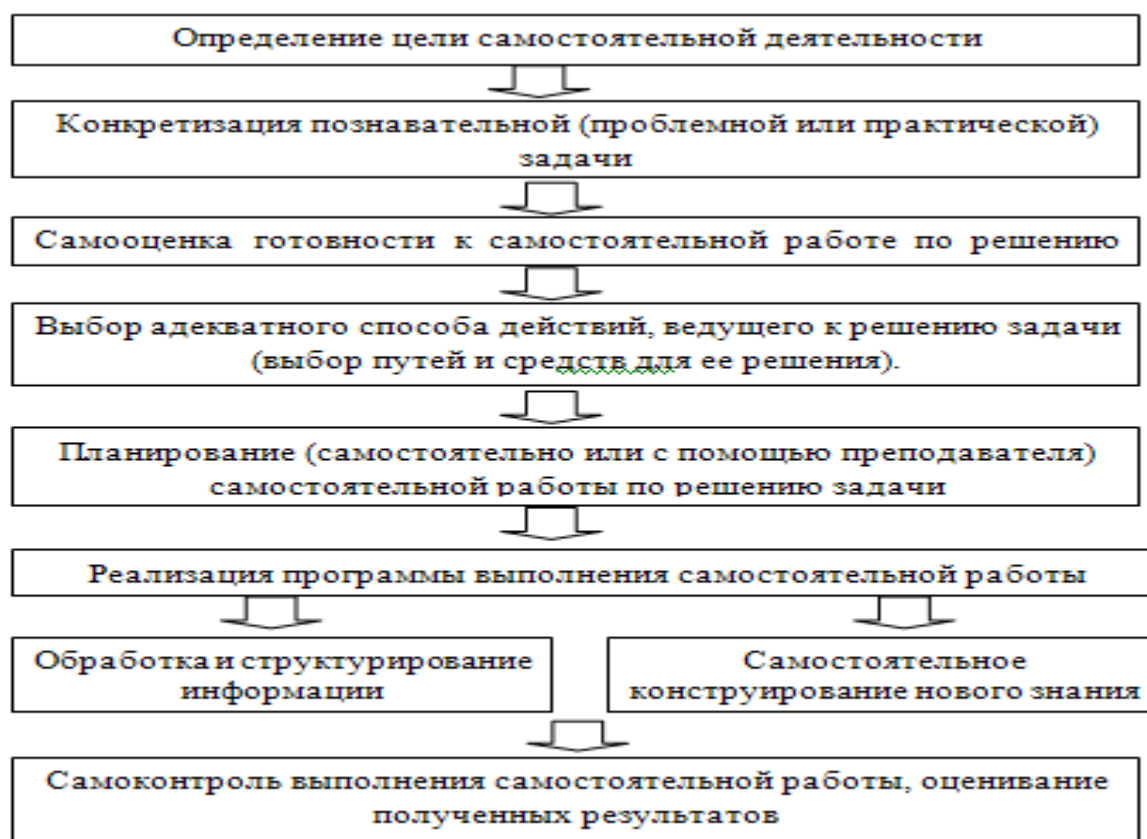 Определение цели самостоятельной деятельности
Конкретизация познавательной (проблемной или практической)
задачи
Самооценка готовности к самостоятельной работе по решению
Выбор адекватного способа действий, ведущего к решению задачи
(выбор путей и средств для ее решения).
Планирование (самостоятельно или с помощью преподавателя)
самостоятельной работы по решению задачи
Реализация программы выполнения самостоятельной работы
Обработка и структурирование
информации
Самостоятельное
конструирование нового знания
Самоконтроль выполнения самостоятельной работы, оценивание
полученных результатов